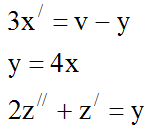 3x′ = v − y
y = 4x
2z″ + z′ = y